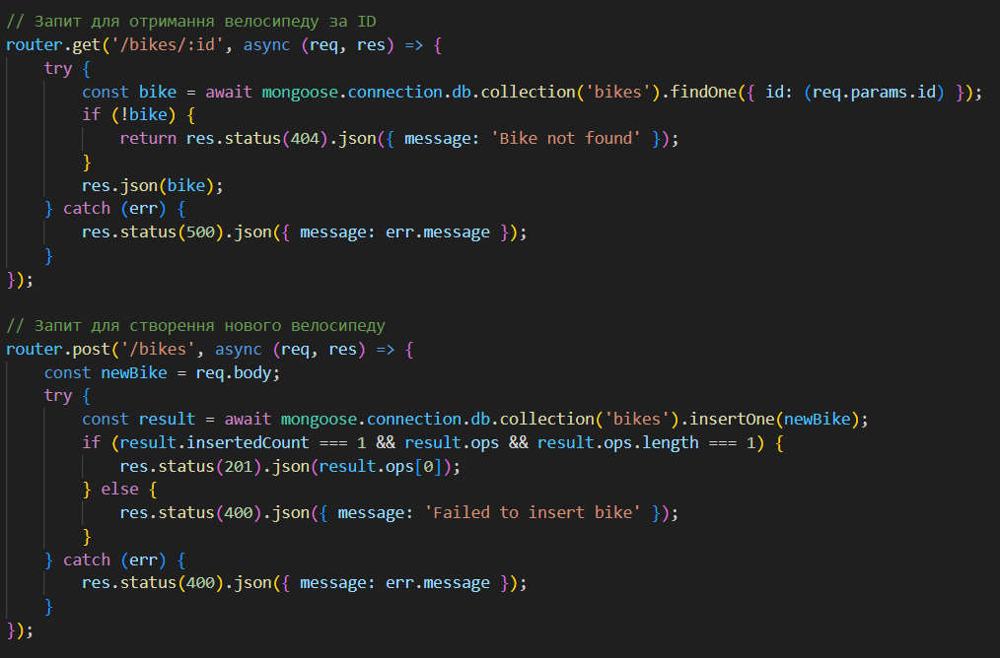 // Запит для отримання велосипеду за ID
router.get('/bikes/:id', async (req, res) => {
    try {
        const bike = await mongoose.connection.db.collection('bikes').findOne({ id: (req.params.id) });
        if (!bike) {
            return res.status(404).json({ message: 'Bike not found' });
        }
        res.json(bike);
    } catch (err) {
        res.status(500).json({ message: err.message });
    }
});

// Запит для створення нового велосипеду
router.post('/bikes', async (req, res) => {
    const newBike = req.body;
    try {
        const result = await mongoose.connection.db.collection('bikes').insertOne(newBike);
        if (result.insertedCount === 1 && result.ops && result.ops.length === 1) {
            res.status(201).json(result.ops[0]);
        } else {
            res.status(400).json({ message: 'Failed to insert bike' });
        }
    } catch (err) {
        res.status(400).json({ message: err.message });
    }
});